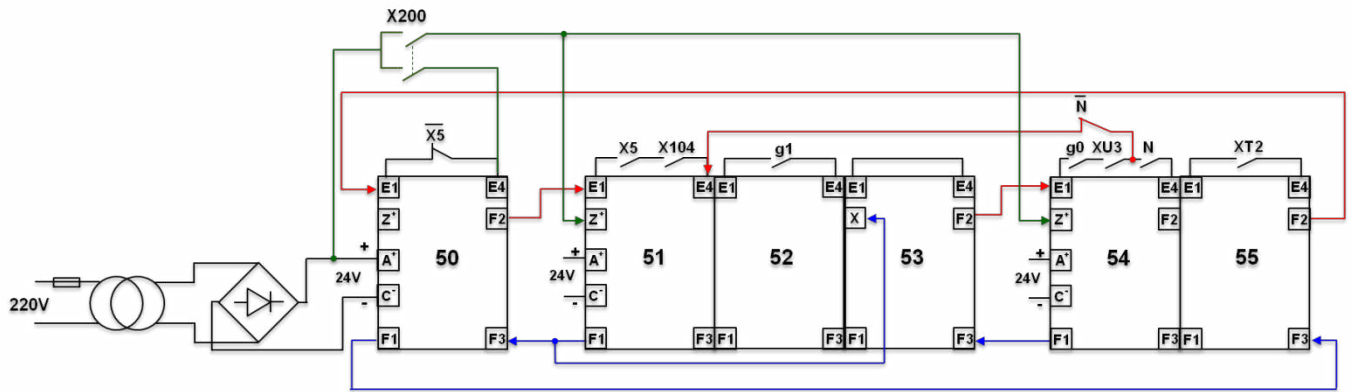 X200
N̅
X̅5̅
X5 X104 g1 g0 XU3 N XT2
E1 E4 E1 E4 E1 E4 E1 E4 E1 E4 E1 E4
Z⁺ F2 Z⁺ X F2 Z⁺ F2 F2
50 51 52 53 54 55
+ A⁺ + A⁺ + A⁺
24V 24V 24V
- C⁻ - C⁻ - C⁻
220V
F1 F3 F1 F3 F1 F3 F1 F3 F1 F3 F1 F3